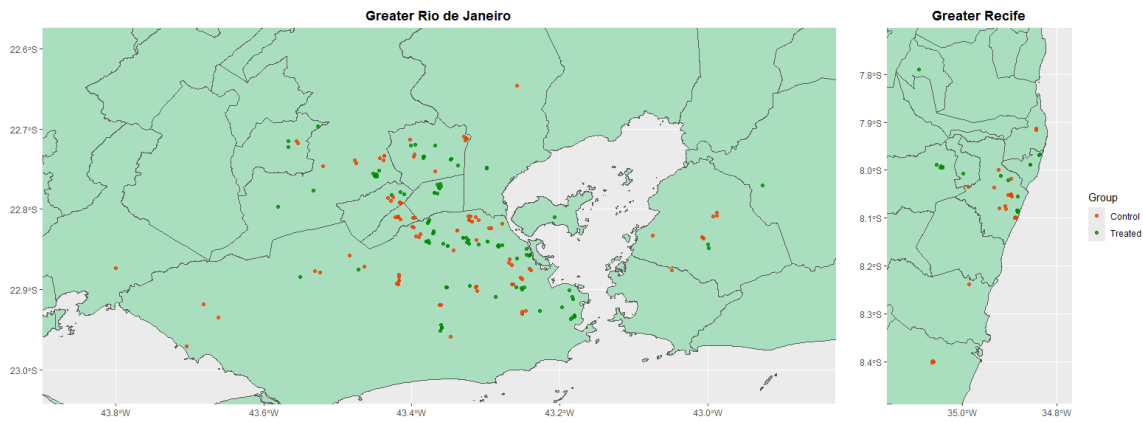 Greater Rio de Janeiro
Greater Recife
22.6°S
22.7°S
22.8°S
22.9°S
23.0°S
43.8°W
43.6°W
43.4°W
43.2°W
43.0°W
7.8°S
7.9°S
8.0°S
8.1°S
8.2°S
8.3°S
8.4°S
35.0°W
34.8°W
Group
Control
Treated